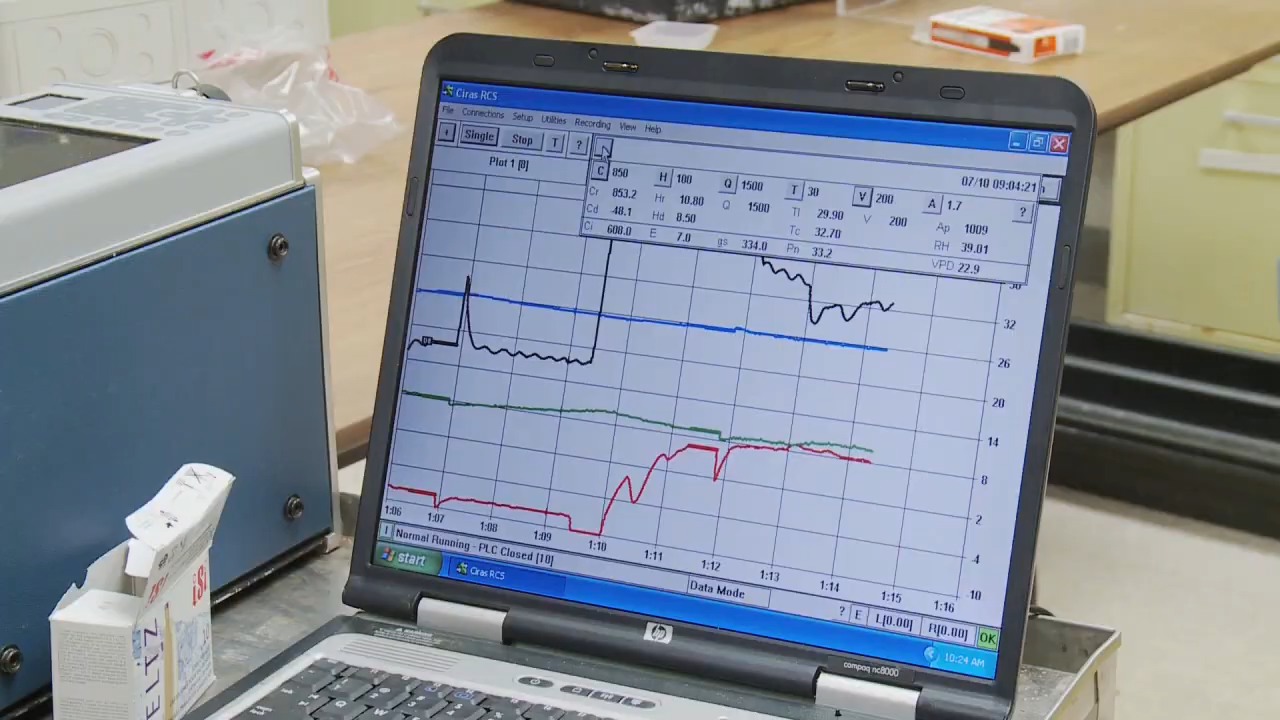 Ciras RC5
File Connections Setup Utilities Recording View Help
Single Stop T ?
Plot 1 [0]
07/10 09:04:21
C 850 H 100 Q 1500 T 30 V 200 A 1.7 ?
Cr 853.2 Hr 10.80 Q 1500 Tl 29.90 V 200 Ap 1009
Cd -48.1 Hd 8.50 Tc 32.70 RH 39.01
Ci 608.0 E 7.0 gs 334.0 Pn 33.2 VPD 22.9
32
26
20
14
8
2
-4
-10
1:06 1:07 1:08 1:09 1:10 1:11 1:12 1:13 1:14 1:15 1:16
Normal Running - PLC Closed [18]
Data Mode
? E L[0.00] R[0.00] OK
start Ciras RC5 10:24 AM
hp
compaq nc8000
ELTZ